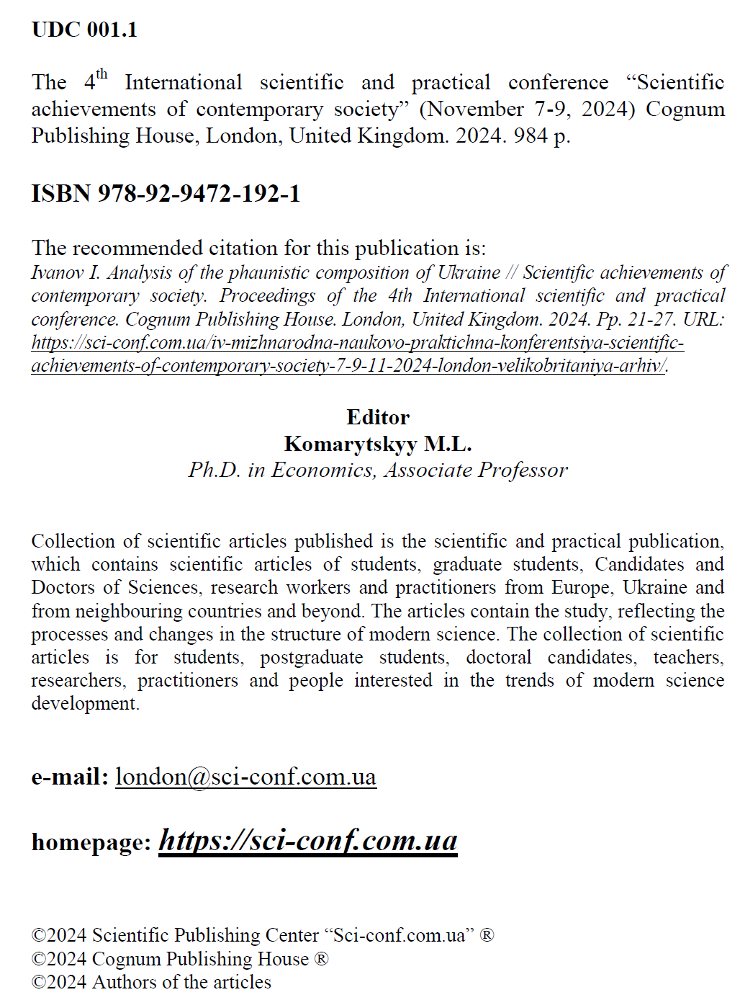 UDC 001.1
The 4th International scientific and practical conference “Scientific
achievements of contemporary society” (November 7-9, 2024) Cognum
Publishing House, London, United Kingdom. 2024. 984 p.
ISBN 978-92-9472-192-1
The recommended citation for this publication is:
Ivanov I. Analysis of the phaunistic composition of Ukraine // Scientific achievements of
contemporary society. Proceedings of the 4th International scientific and practical
conference. Cognum Publishing House. London, United Kingdom. 2024. Pp. 21-27. URL:
https://sci-conf.com.ua/iv-mizhnarodna-naukovo-praktichna-konferentsiya-scientific-
achievements-of-contemporary-society-7-9-11-2024-london-velikobritaniya-arhiv/.
Editor
Komarytskyy M.L.
Ph.D. in Economics, Associate Professor
Collection of scientific articles published is the scientific and practical publication,
which contains scientific articles of students, graduate students, Candidates and
Doctors of Sciences, research workers and practitioners from Europe, Ukraine and
from neighbouring countries and beyond. The articles contain the study, reflecting the
processes and changes in the structure of modern science. The collection of scientific
articles is for students, postgraduate students, doctoral candidates, teachers,
researchers, practitioners and people interested in the trends of modern science
development.
e-mail: london@sci-conf.com.ua
homepage: https://sci-conf.com.ua
©2024 Scientific Publishing Center “Sci-conf.com.ua” ®
©2024 Cognum Publishing House ®
©2024 Authors of the articles